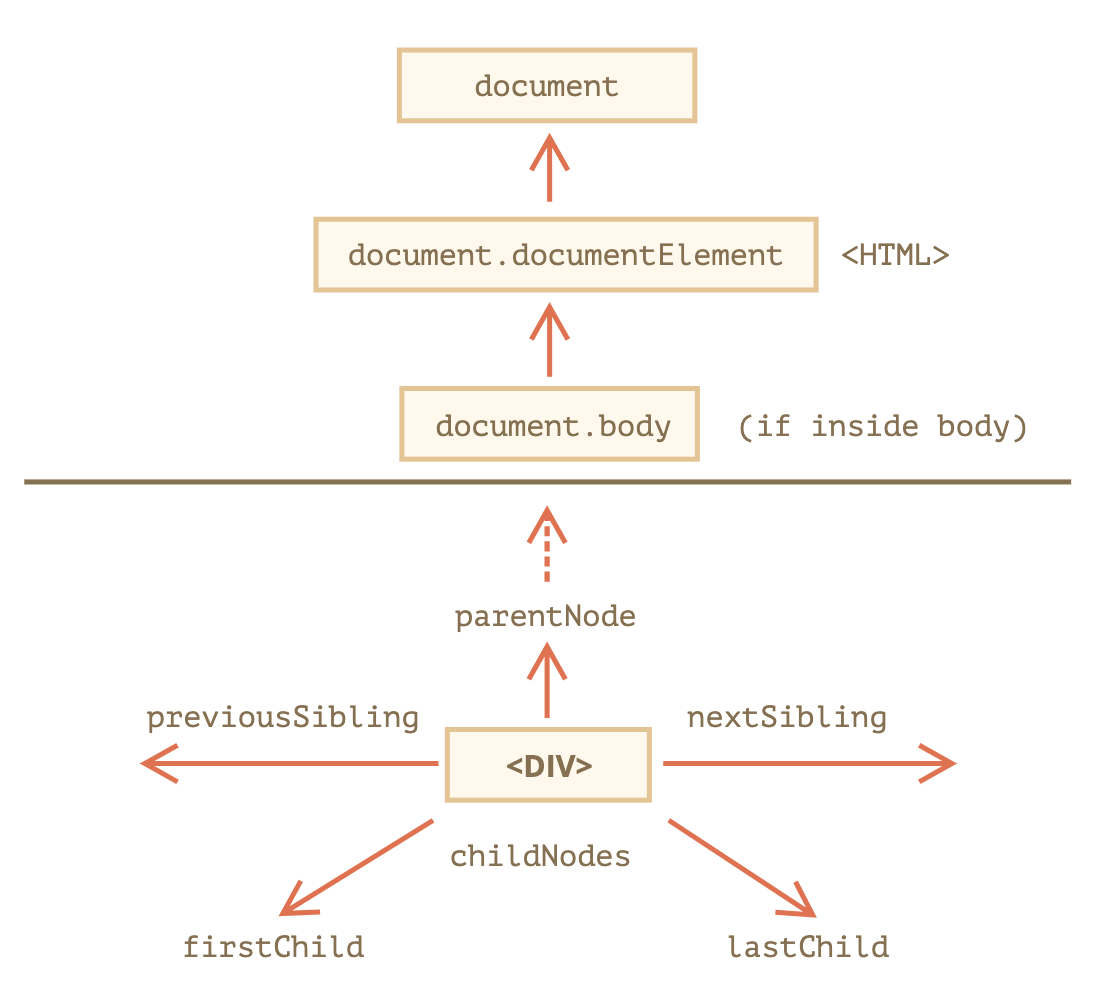 document
document.documentElement <HTML>
document.body (if inside body)
parentNode
previousSibling nextSibling
<DIV>
childNodes
firstChild lastChild